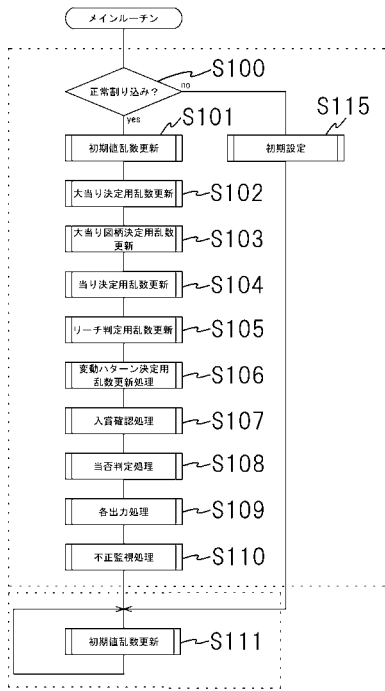 メインルーチン
正常割り込み?
S100
no
yes
S101
S115
初期値乱数更新
初期設定
大当り決定用乱数更新
S102
大当り図柄決定用乱数
更新
S103
当り決定用乱数更新
S104
リーチ判定用乱数更新
S105
変動パターン決定用
乱数更新処理
S106
入賞確認処理
S107
当否判定処理
S108
各出力処理
S109
不正監視処理
S110
初期値乱数更新
S111